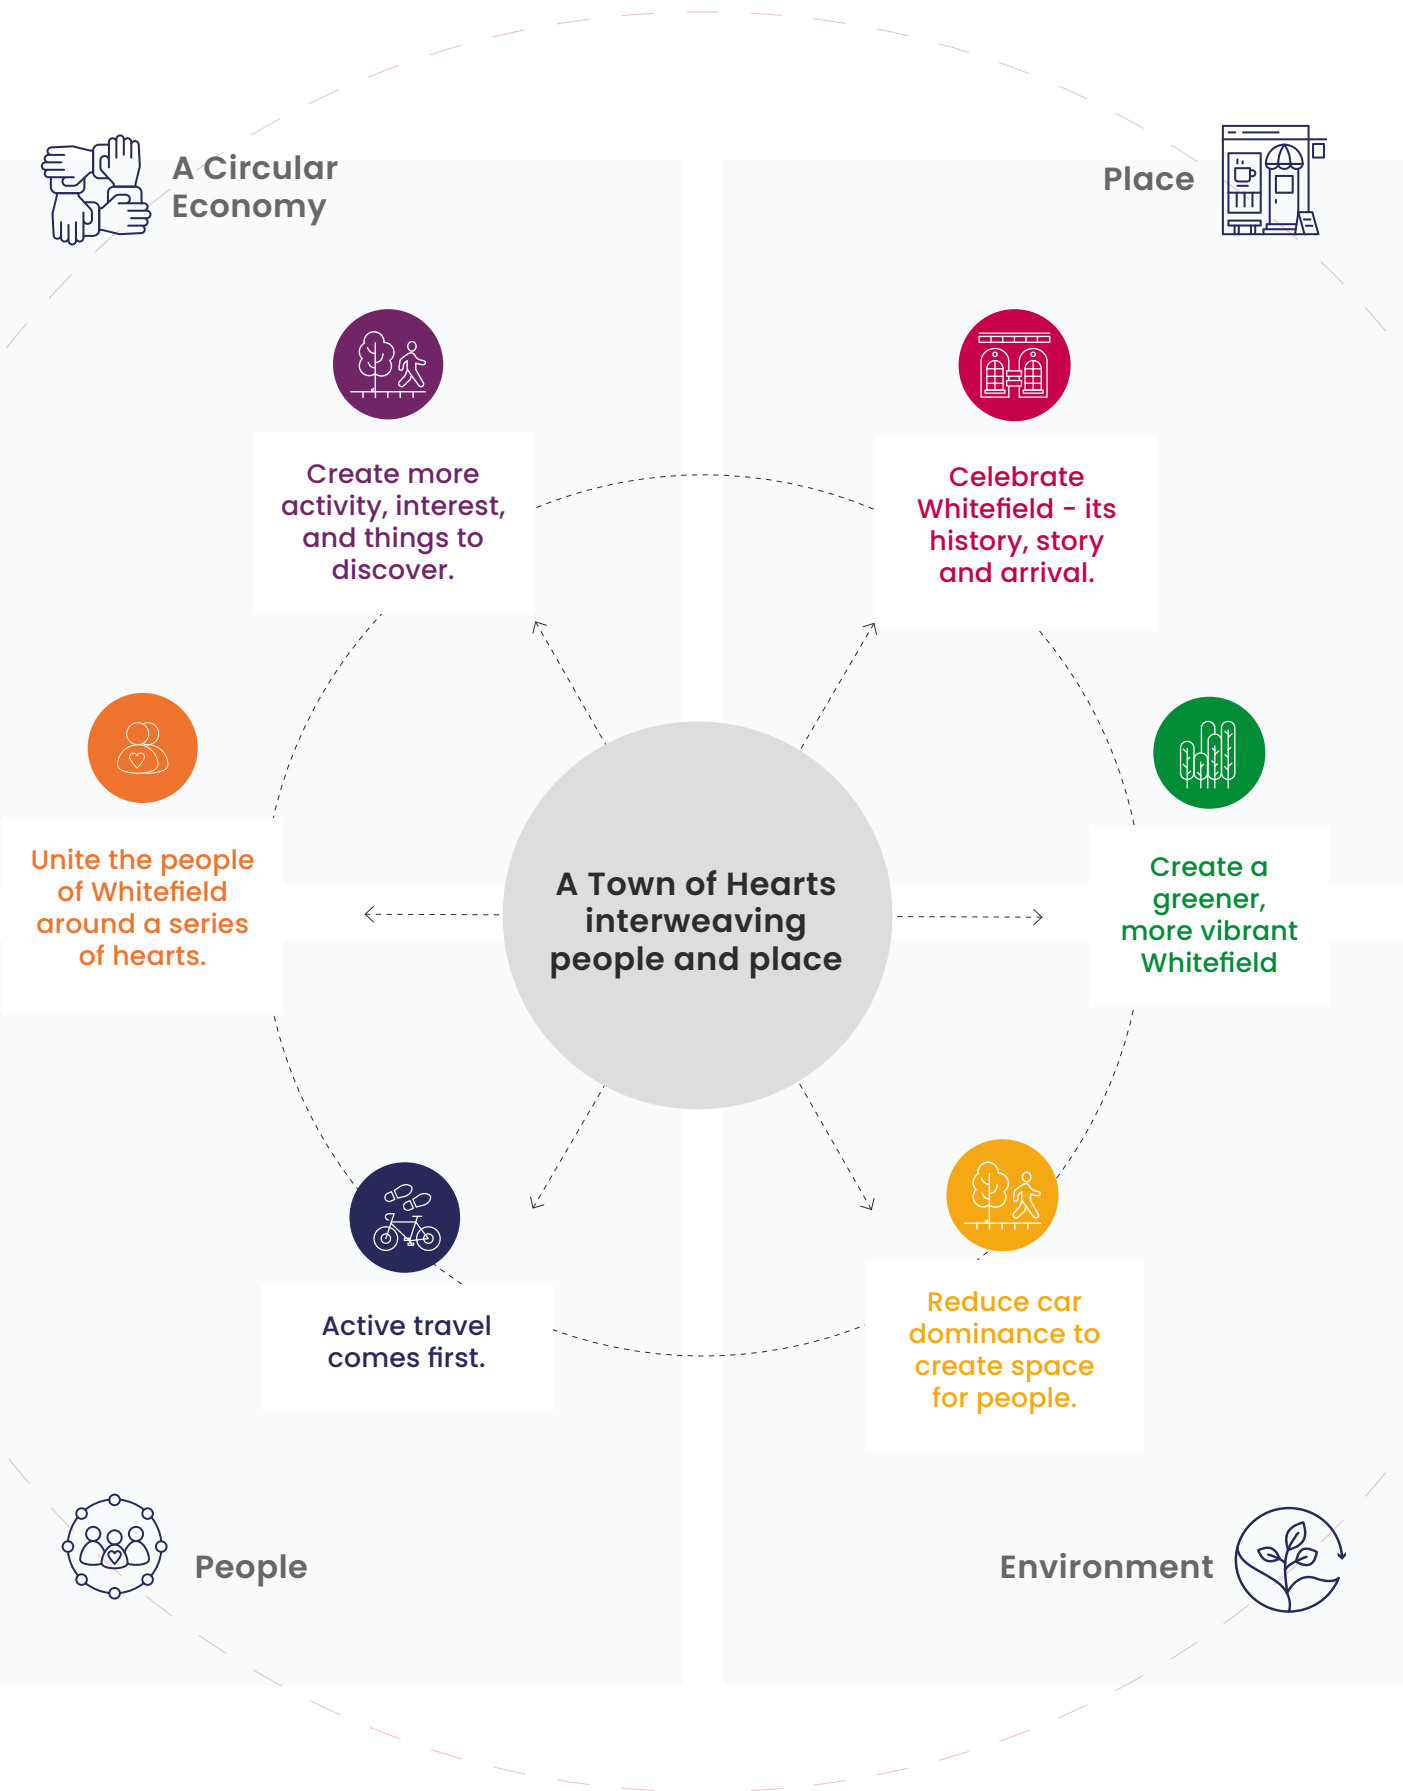 A Circular
Economy
Place
Create more
activity, interest,
and things to
discover.
Celebrate
Whitefield - its
history, story
and arrival.
Unite the people
of Whitefield
around a series
of hearts.
A Town of Hearts
interweaving
people and place
Create a
greener,
more vibrant
Whitefield
Active travel
comes first.
Reduce car
dominance to
create space
for people.
People
Environment